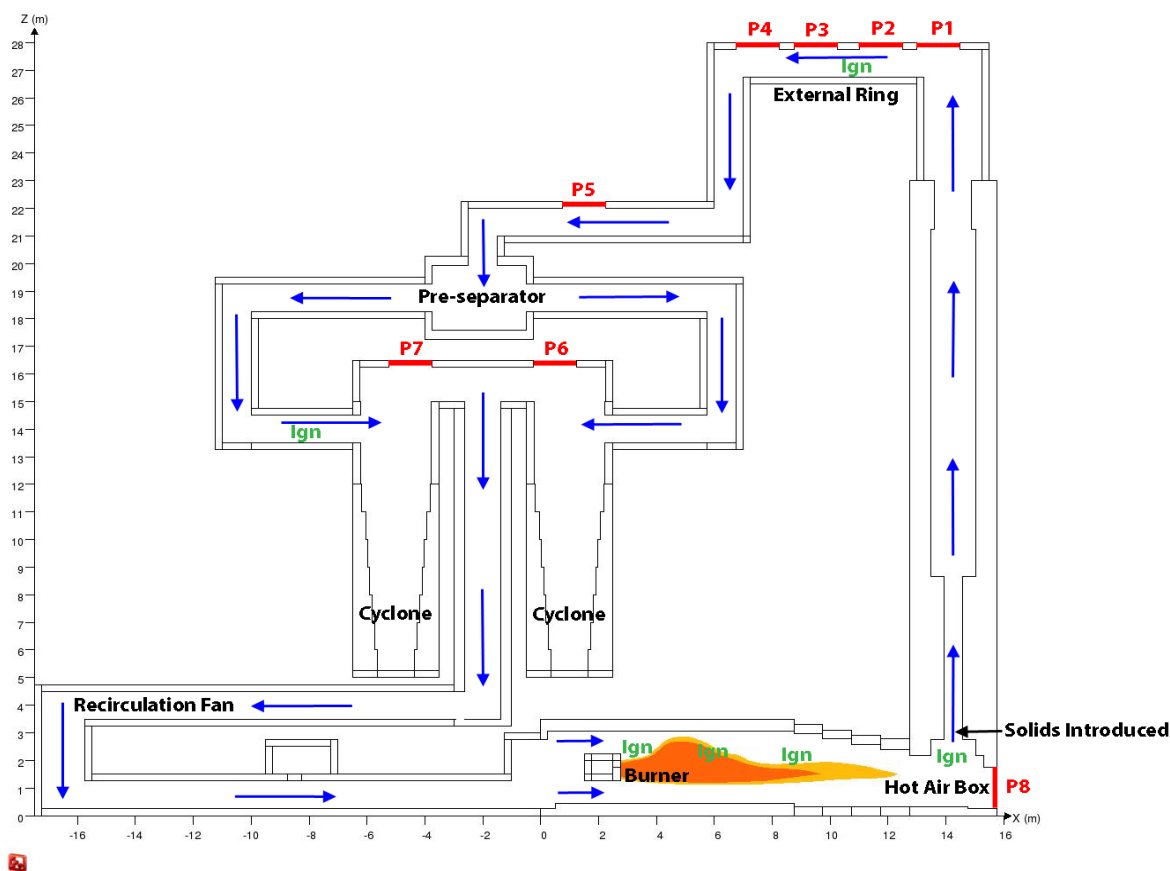 Z (m)
P4 P3 P2 P1
28
Ign
27
External Ring
26
25
24
23
P5
22
21
20
19
Pre-separator
18
17
P7 P6
16
15
14
Ign
13
12
11
10
9
8
Cyclone Cyclone
7
6
5
4
Recirculation Fan
3
Solids Introduced
Ign Ign Ign Ign
2
Burner
Hot Air Box P8
1
0
X (m)
-16 -14 -12 -10 -8 -6 -4 -2 0 2 4 6 8 10 12 14 16